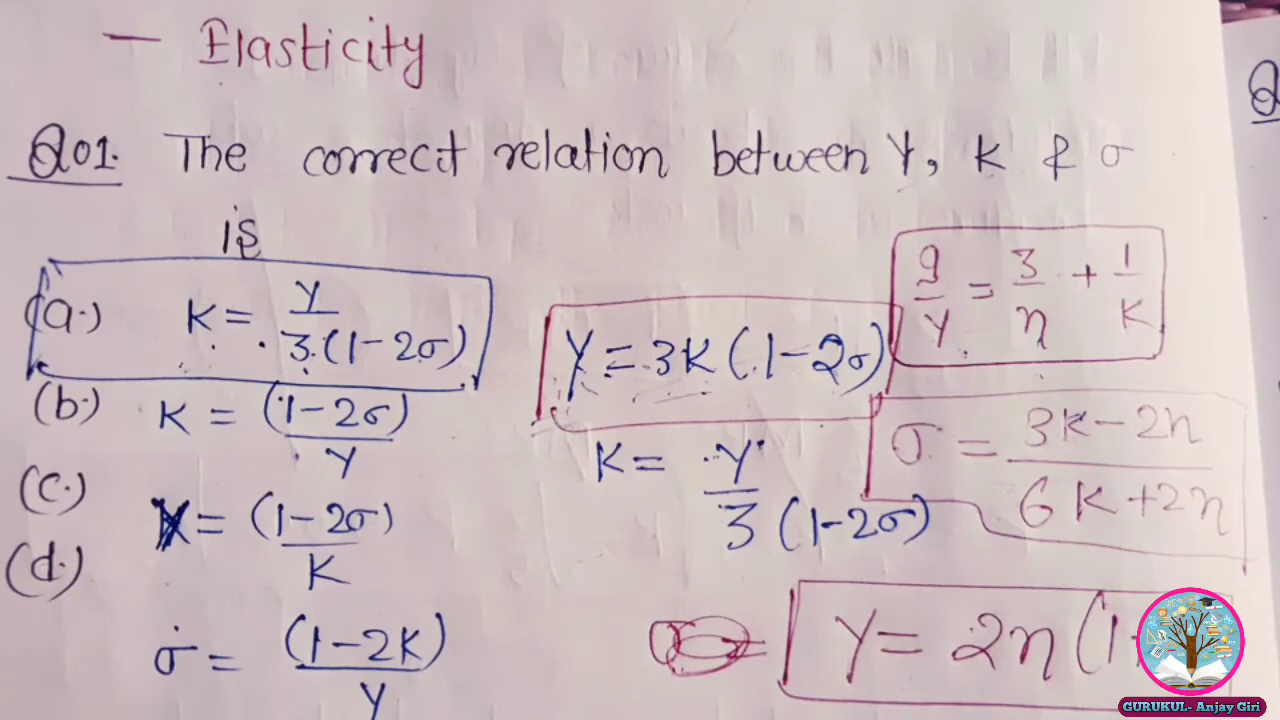 — Elasticity
Q01. The correct relation between Y, K & σ
is
(a.) K = Y / 3(1-2σ)
(b.) K = (1-2σ) / Y
(c.) Y = (1-2σ) / K
(d.) σ = (1-2K) / Y
Y = 3K(1-2σ)
K = Y / 3(1-2σ)
9/Y = 3/η + 1/K
σ = 3K-2η / 6K+2η
Y = 2η(1
GURUKUL- Anjay Giri